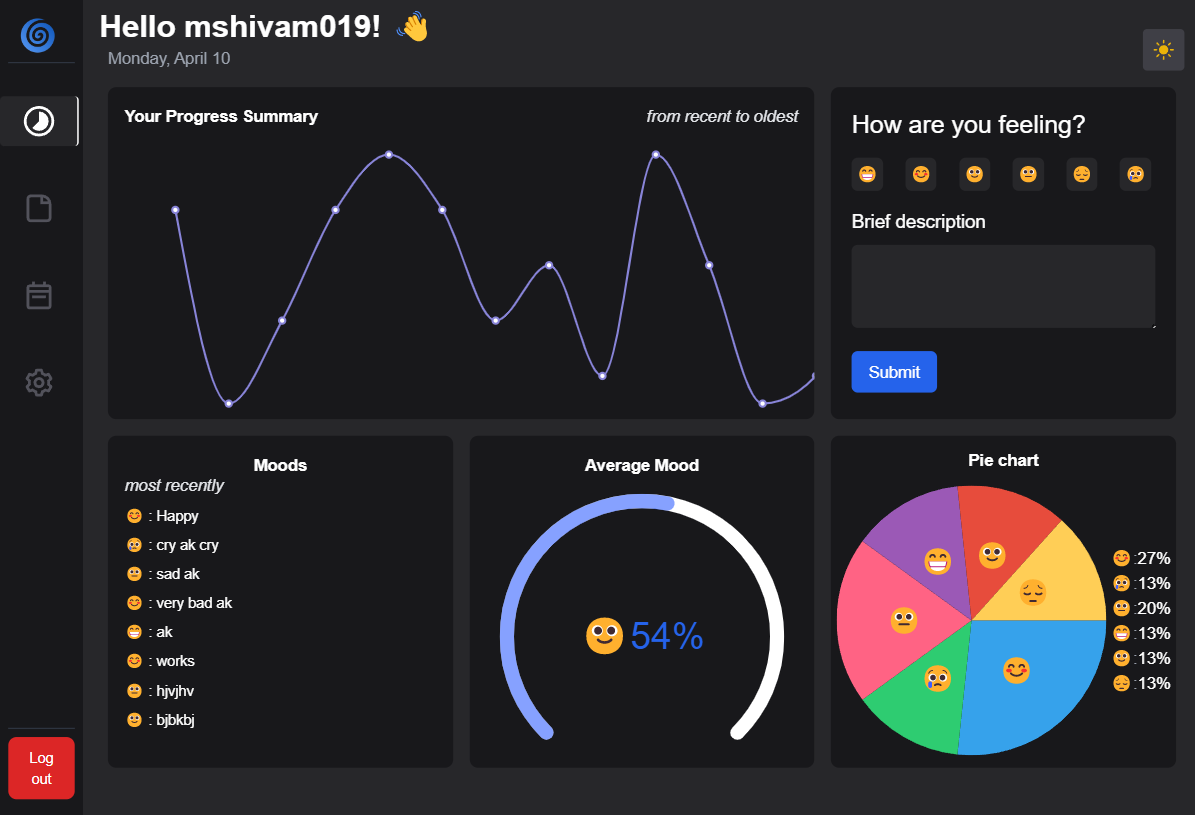 Hello mshivam019! 👋
Monday, April 10
Your Progress Summary
from recent to oldest
How are you feeling?
Brief description
Submit
Moods
most recently
😊 : Happy
😢 : cry ak cry
😐 : sad ak
😊 : very bad ak
😁 : ak
😊 : works
😐 : hjvjhv
🙂 : bjbkbj
Average Mood
54%
Pie chart
😊:27%
😢:13%
😐:20%
😁:13%
🙂:13%
😔:13%
Log
out